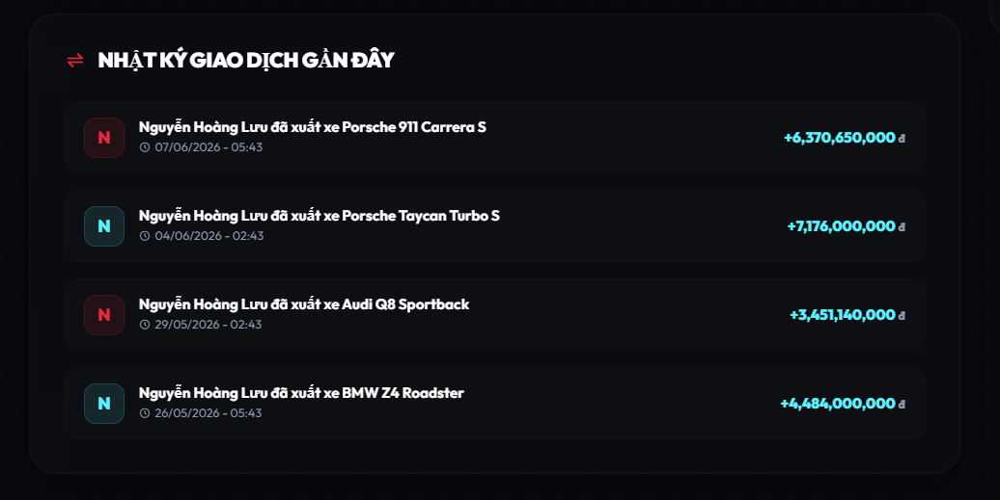 NHẬT KÝ GIAO DỊCH GẦN ĐÂY
N
Nguyễn Hoàng Lưu đã xuất xe Porsche 911 Carrera S
07/06/2026 - 05:43
+6,370,650,000 đ
N
Nguyễn Hoàng Lưu đã xuất xe Porsche Taycan Turbo S
04/06/2026 - 02:43
+7,176,000,000 đ
N
Nguyễn Hoàng Lưu đã xuất xe Audi Q8 Sportback
29/05/2026 - 02:43
+3,451,140,000 đ
N
Nguyễn Hoàng Lưu đã xuất xe BMW Z4 Roadster
26/05/2026 - 05:43
+4,484,000,000 đ